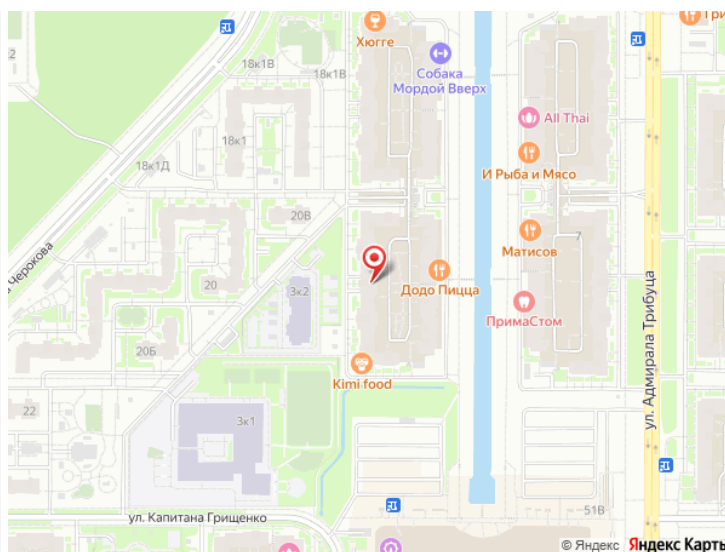 Хюгге
18к1В
18к1В
Собака
Мордой Вверх
18к1
All Thai
18к1Д
И Рыба и Мясо
20В
7
Матисов
Черокова
20
3к2
Додо Пицца
ПримаСтом
ул. Адмирала Трибуца
20Б
Kimi food
22
3к1
ул. Капитана Грищенко
51В
© Яндекс Яндекс Карты